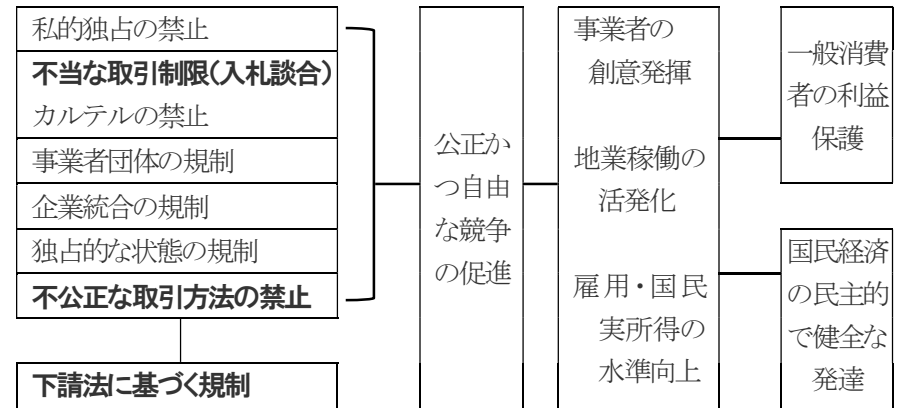 私的独占の禁止
不当な取引制限(入札談合)
カルテルの禁止
事業者団体の規制
企業統合の規制
独占的な状態の規制
不公正な取引方法の禁止
下請法に基づく規制
公正か
つ自由
な競争
の促進
事業者の
創意発揮
地業稼働の
活発化
雇用・国民
実所得の
水準向上
一般消費
者の利益
保護
国民経済
の民主的
で健全な
発達